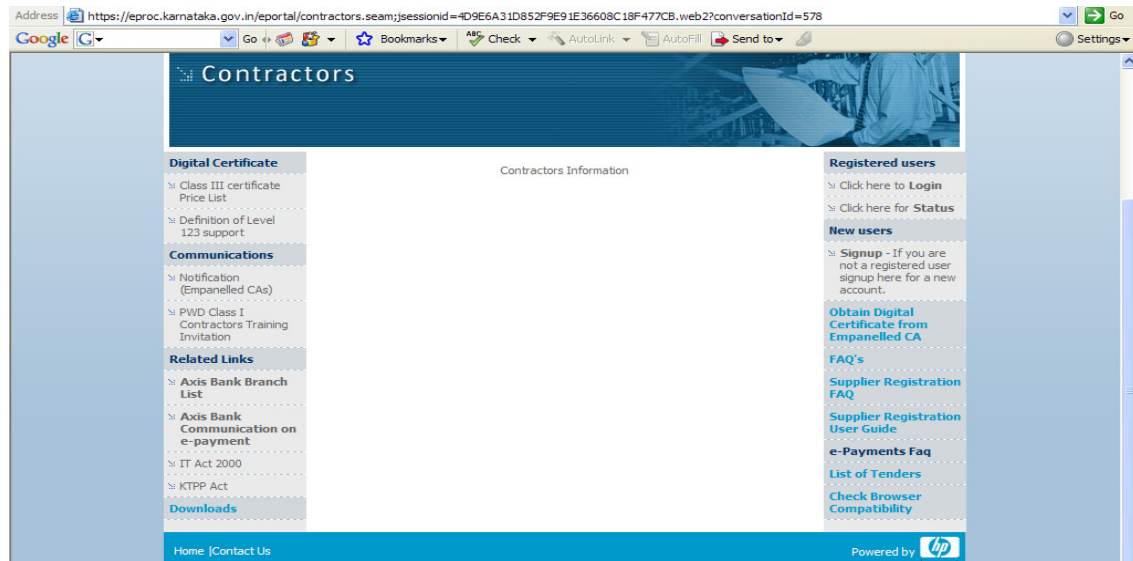 Address https://eproc.karnataka.gov.in/eportal/contractors.seam;jsessionid=4D9E6A31D852F9E91E36608C18F477CB.web2?conversationId=578 Go
Google G Go Bookmarks ABC Check AutoLink AutoFill Send to Settings
Contractors
Digital Certificate
Class III certificate
Price List
Definition of Level
123 support
Communications
Notification
(Empanelled CAs)
PWD Class I
Contractors Training
Invitation
Related Links
Axis Bank Branch
List
Axis Bank
Communication on
e-payment
IT Act 2000
KTPP Act
Downloads
Contractors Information
Registered users
Click here to Login
Click here for Status
New users
Signup - If you are
not a registered user
signup here for a new
account.
Obtain Digital
Certificate from
Empanelled CA
FAQ's
Supplier Registration
FAQ
Supplier Registration
User Guide
e-Payments Faq
List of Tenders
Check Browser
Compatibility
Home |Contact Us
Powered by hp